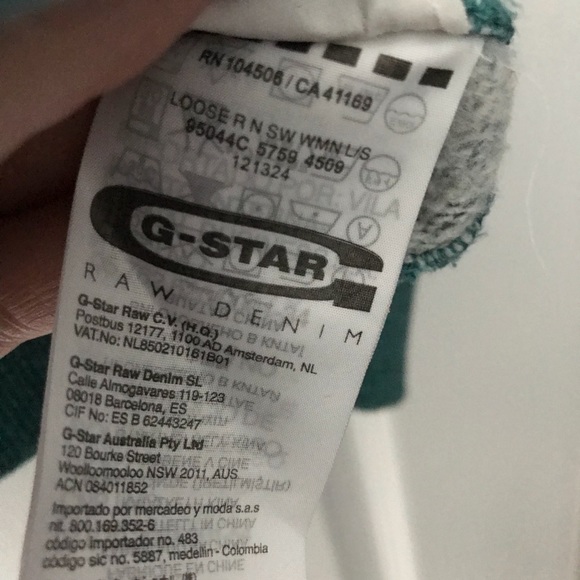 RN 104506 / CA 41169
LOOSE R N SW WMN L/S
95044C 5759 4509
121324
G-STAR
RAW DENIM
G-Star Raw C.V. (H.Q.)
Postbus 12177, 1100 AD Amsterdam, NL
VAT.No: NL850210161B01
G-Star Raw Denim SL
Calle Almogavares 119-123
08018 Barcelona, ES
CIF No: ES B 62443247
G-Star Australia Pty Ltd
120 Bourke Street
Woolloomooloo NSW 2011, AUS
ACN 084011852
Importado por mercadeo y moda s.a.s
nit. 800.169.352-6
código importador no. 483
código sic no. 5887, medellin - Colombia